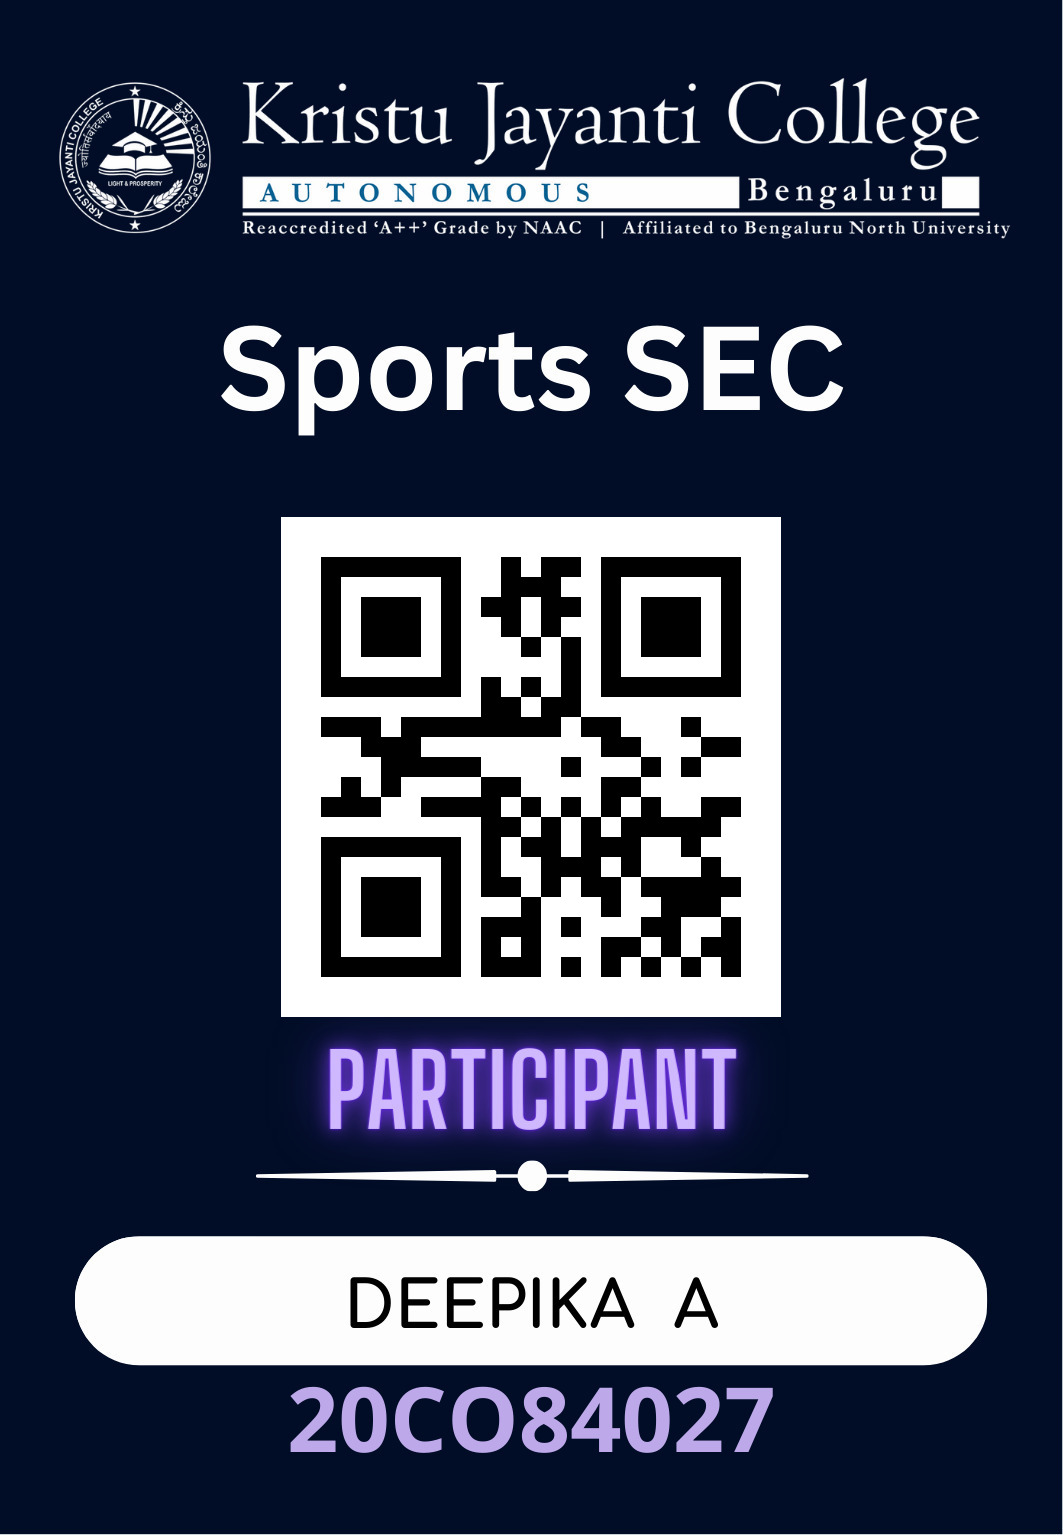 KRISTU JAYANTI COLLEGE
LIGHT & PROSPERITY
Kristu Jayanti College
AUTONOMOUS Bengaluru
Reaccredited ‘A++’ Grade by NAAC | Affiliated to Bengaluru North University
Sports SEC
PARTICIPANT
DEEPIKA A
20CO84027